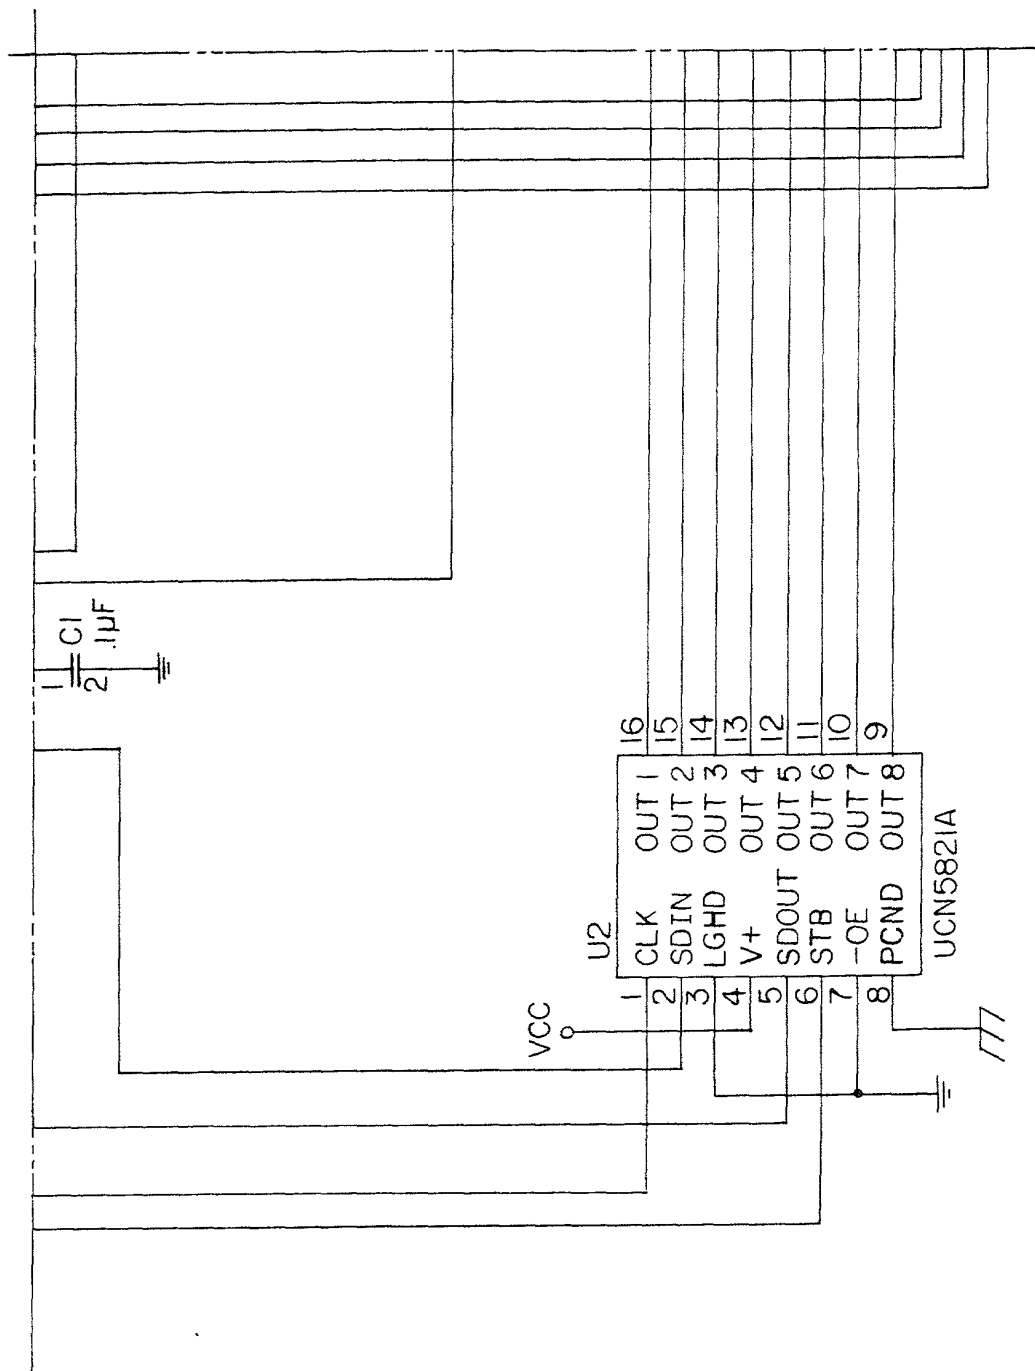 1
2
C1
.1µF
VCC
U2
1 CLK OUT 1 16
2 SDIN OUT 2 15
3 LGHD OUT 3 14
4 V+ OUT 4 13
5 SDOUT OUT 5 12
6 STB OUT 6 11
7 -OE OUT 7 10
8 PCND OUT 8 9
UCN5821A